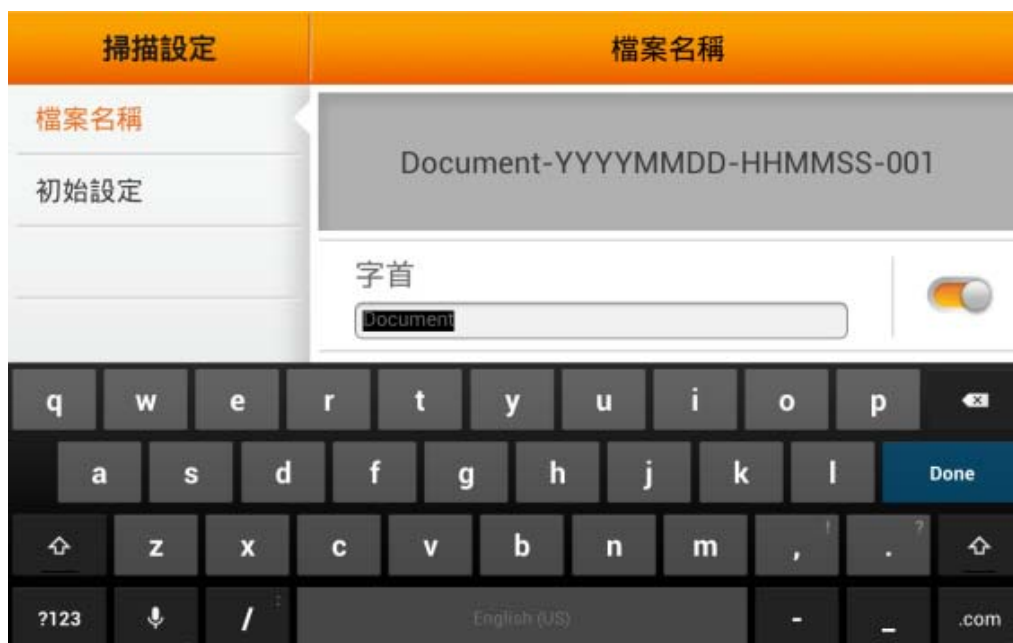 掃描設定
檔案名稱
檔案名稱
初始設定
Document-YYYYMMDD-HHMMSS-001
字首
Document
q w e r t y u i o p
a s d f g h j k l Done
z x c v b n m , ! . ?
?123 / : English (US) - _ .com